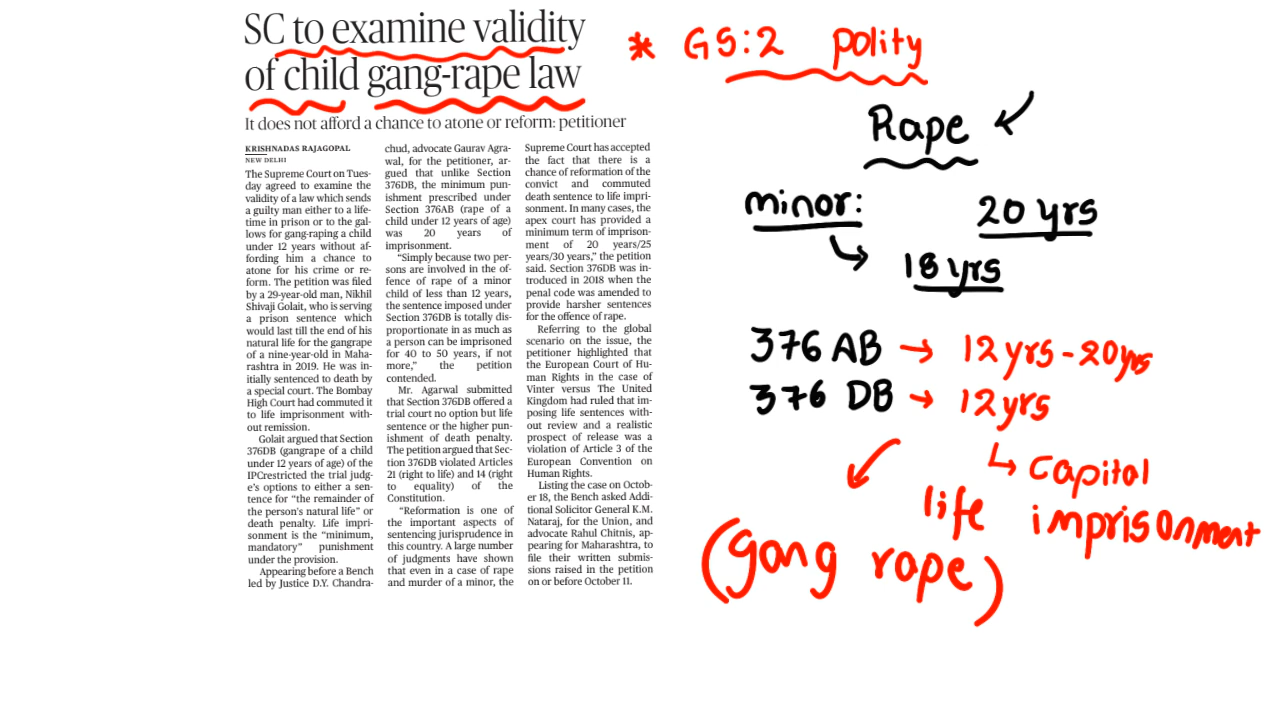 SC to examine validity
of child gang-rape law
It does not afford a chance to atone or reform: petitioner
KRISHNADAS RAJAGOPAL
NEW DELHI
The Supreme Court on Tues-
day agreed to examine the
validity of a law which sends
a guilty man either to a life-
time in prison or to the gal-
lows for gang-raping a child
under 12 years without af-
fording him a chance to
atone for his crime or re-
form. The petition was filed
by a 29-year-old man, Nikhil
Shivaji Golait, who is serving
a prison sentence which
would last till the end of his
natural life for the gangrape
of a nine-year-old in Maha-
rashtra in 2019. He was in-
itially sentenced to death by
a special court. The Bombay
High Court had commuted it
to life imprisonment with-
out remission.
Golait argued that Section
376DB (gangrape of a child
under 12 years of age) of the
IPCrestricted the trial judg-
e's options to either a sen-
tence for "the remainder of
the person's natural life" or
death penalty. Life impri-
sonment is the "minimum,
mandatory" punishment
under the provision.
Appearing before a Bench
led by Justice D.Y. Chandra-
chud, advocate Gaurav Agra-
wal, for the petitioner, ar-
gued that unlike Section
376DB, the minimum pun-
ishment prescribed under
Section 376AB (rape of a
child under 12 years of age)
was 20 years of
imprisonment.
"Simply because two per-
sons are involved in the of-
fence of rape of a minor
child of less than 12 years,
the sentence imposed under
Section 376DB is totally dis-
proportionate in as much as
a person can be imprisoned
for 40 to 50 years, if not
more," the petition
contended.
Mr. Agarwal submitted
that Section 376DB offered a
trial court no option but life
sentence or the higher pun-
ishment of death penalty.
The petition argued that Sec-
tion 376DB violated Articles
21 (right to life) and 14 (right
to equality) of the
Constitution.
"Reformation is one of
the important aspects of
sentencing jurisprudence in
this country. A large number
of judgments have shown
that even in a case of rape
and murder of a minor, the
Supreme Court has accepted
the fact that there is a
chance of reformation of the
convict and commuted
death sentence to life impri-
sonment. In many cases, the
apex court has provided a
minimum term of imprison-
ment of 20 years/25
years/30 years," the petition
said. Section 376DB was in-
troduced in 2018 when the
penal code was amended to
provide harsher sentences
for the offence of rape.
Referring to the global
scenario on the issue, the
petitioner highlighted that
the European Court of Hu-
man Rights in the case of
Vinter versus The United
Kingdom had ruled that im-
posing life sentences with-
out review and a realistic
prospect of release was a
violation of Article 3 of the
European Convention on
Human Rights.
Listing the case on Octob-
er 18, the Bench asked Addi-
tional Solicitor General K.M.
Nataraj, for the Union, and
advocate Rahul Chitnis, ap-
pearing for Maharashtra, to
file their written submis-
sions raised in the petition
on or before October 11.
* GS:2 polity
Rape
minor: 20 yrs
18 yrs
376 AB → 12 yrs - 20 yrs
376 DB → 12 yrs
Capital
life imprisonment
(gang rape)